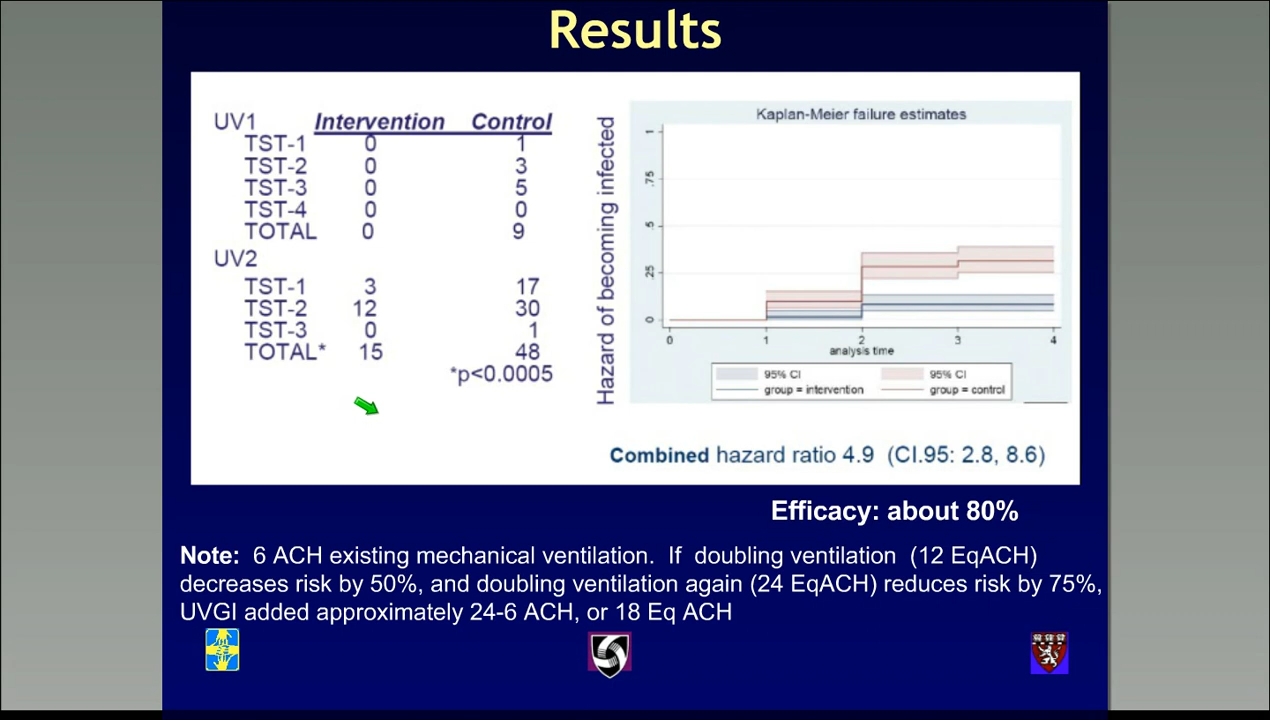 Results
UV1 Intervention Control
TST-1 0 1
TST-2 0 3
TST-3 0 5
TST-4 0 0
TOTAL 0 9
UV2
TST-1 3 17
TST-2 12 30
TST-3 0 1
TOTAL* 15 48
*p<0.0005
Hazard of becoming infected
Kaplan-Meier failure estimates
1
.75
.5
.25
0
0 1 2 3 4
analysis time
95% CI 95% CI
group = intervention group = control
Combined hazard ratio 4.9 (CI.95: 2.8, 8.6)
Efficacy: about 80%
Note: 6 ACH existing mechanical ventilation. If doubling ventilation (12 EqACH)
decreases risk by 50%, and doubling ventilation again (24 EqACH) reduces risk by 75%,
UVGI added approximately 24-6 ACH, or 18 Eq ACH